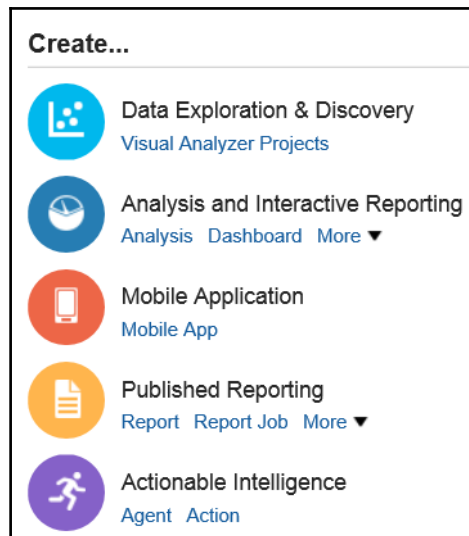 Create...
Data Exploration & Discovery
Visual Analyzer Projects
Analysis and Interactive Reporting
Analysis Dashboard More ▼
Mobile Application
Mobile App
Published Reporting
Report Report Job More ▼
Actionable Intelligence
Agent Action